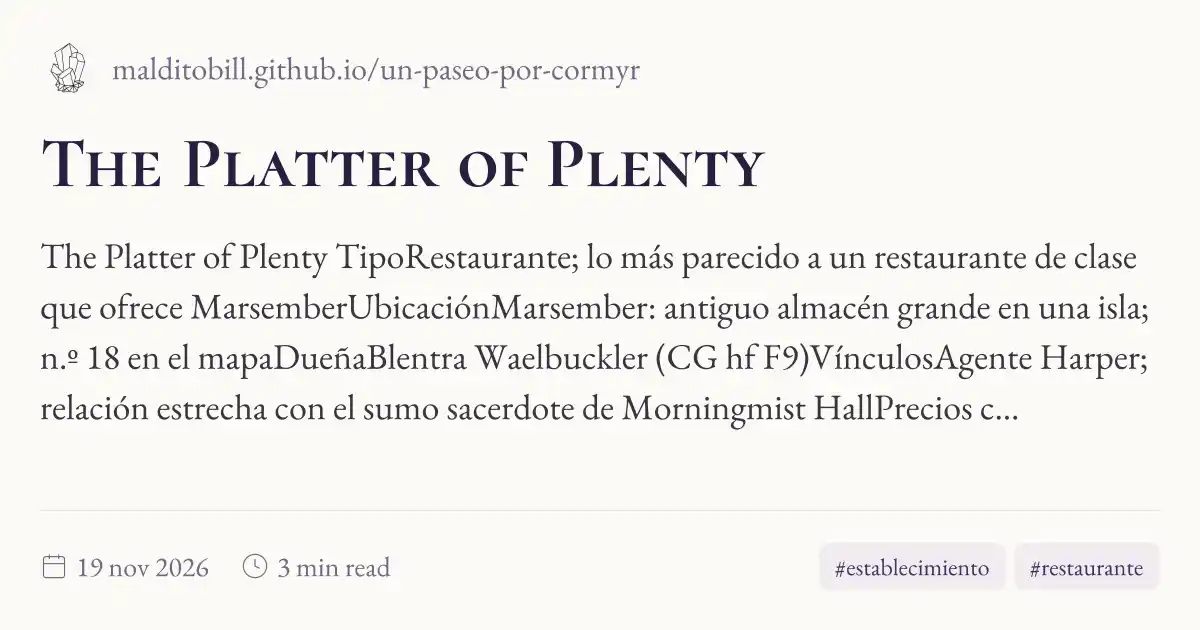 malditobill.github.io/un-paseo-por-cormyr
The Platter of Plenty
The Platter of Plenty TipoRestaurante; lo más parecido a un restaurante de clase
que ofrece MarsemberUbicaciónMarsember: antiguo almacén grande en una isla;
n.º 18 en el mapaDueñaBlentra Waelbuckler (CG hf F9)VínculosAgente Harper;
relación estrecha con el sumo sacerdote de Morningmist HallPrecios c...
19 nov 2026 3 min read #establecimiento #restaurante